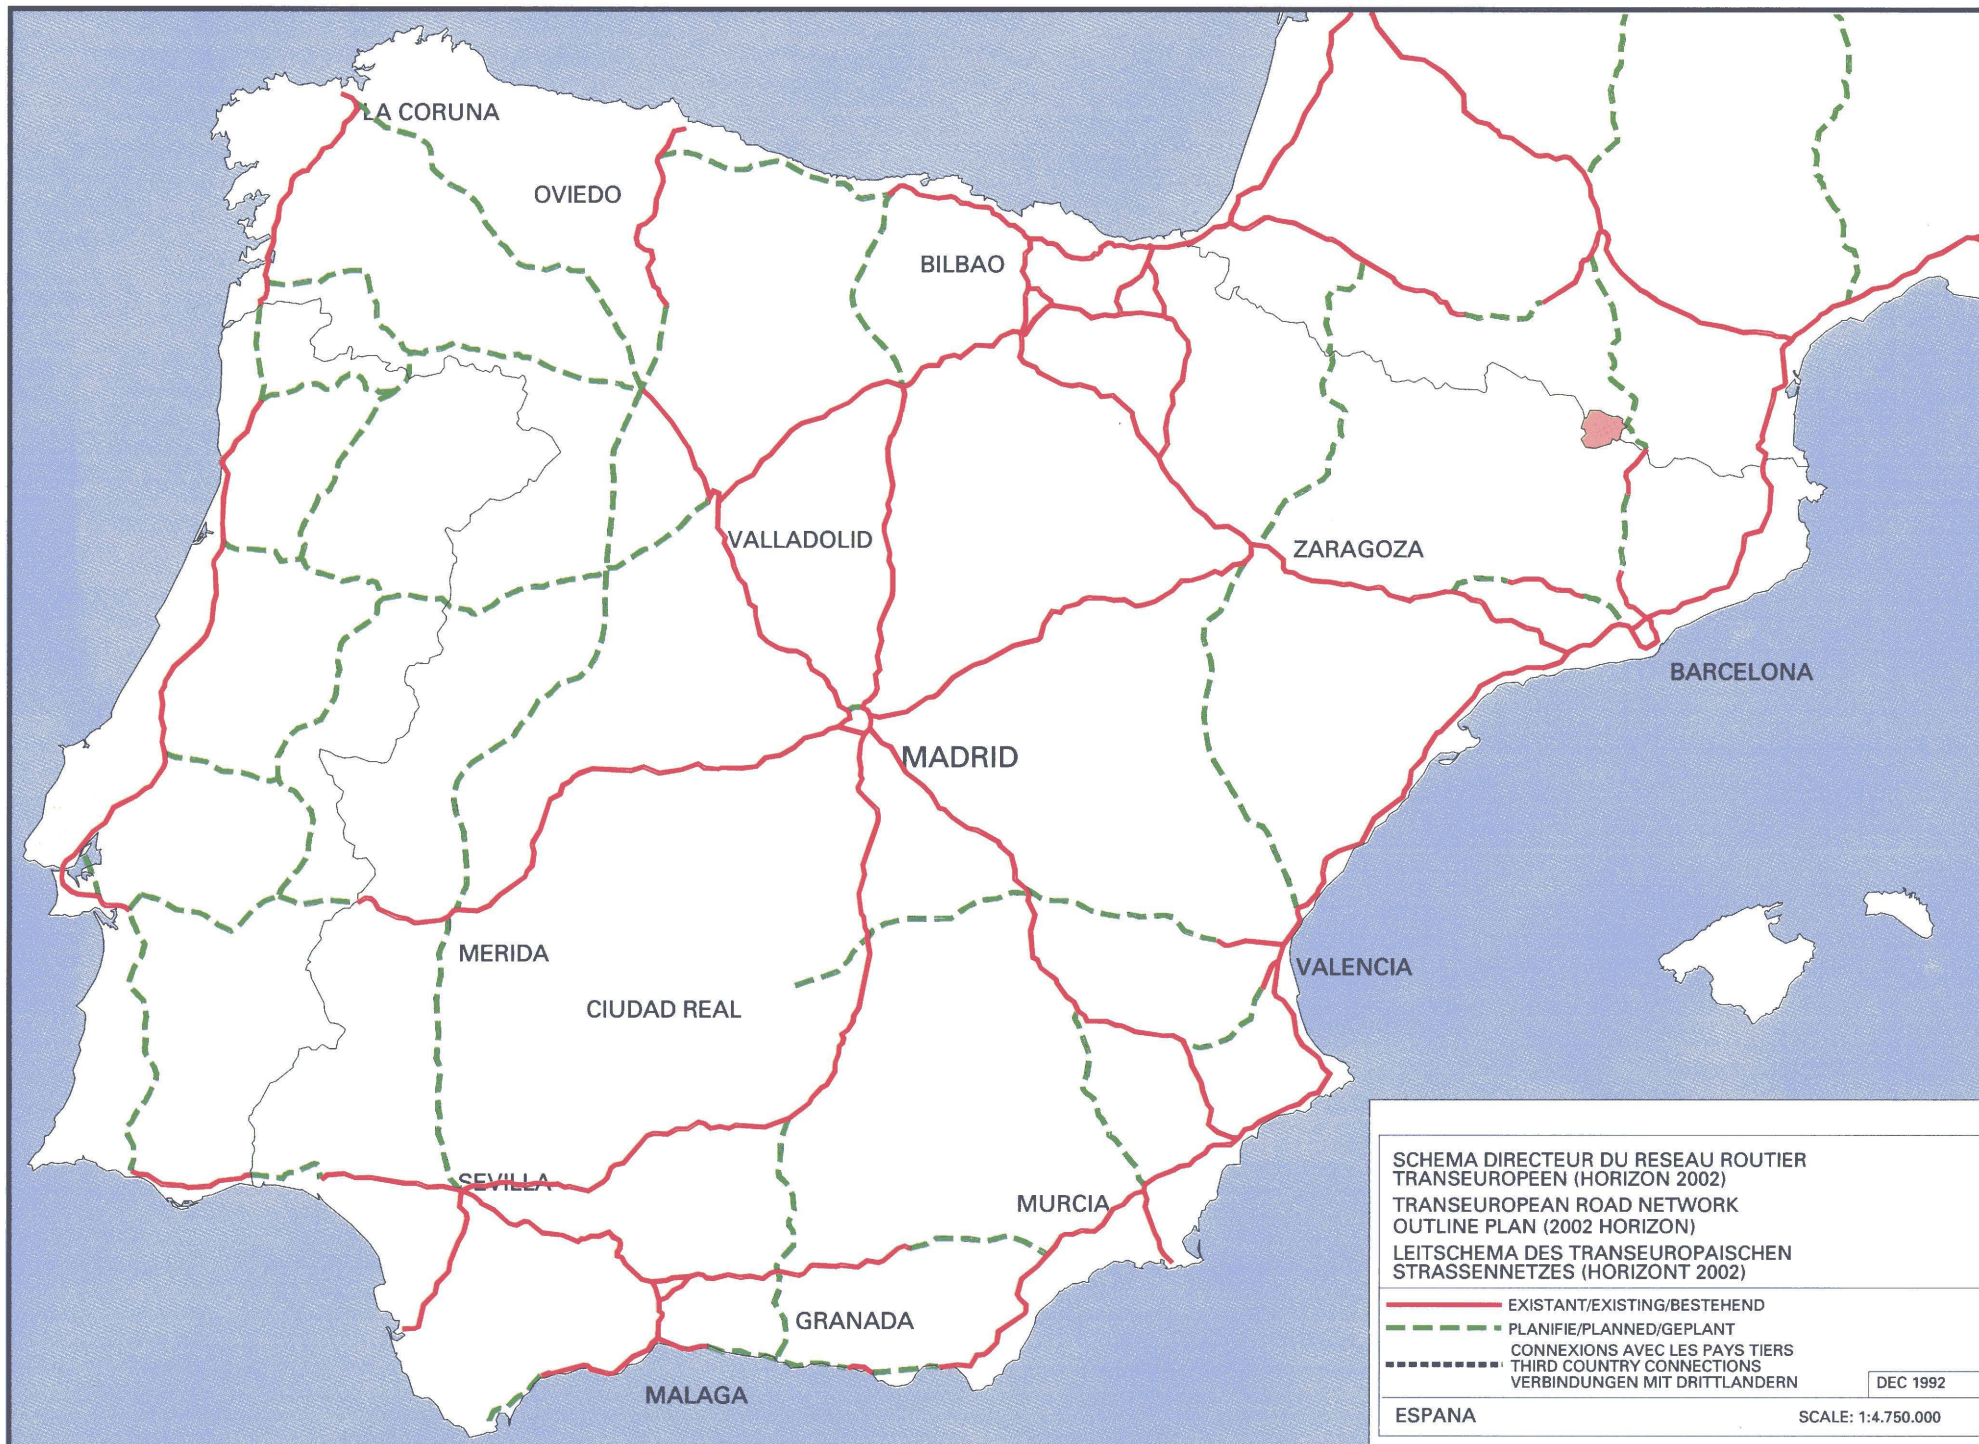 LA CORUNA
OVIEDO
BILBAO
VALLADOLID
ZARAGOZA
BARCELONA
MADRID
MERIDA
VALENCIA
CIUDAD REAL
SEVILLA
MURCIA
GRANADA
MALAGA
SCHEMA DIRECTEUR DU RESEAU ROUTIER
TRANSEUROPEEN (HORIZON 2002)
TRANSEUROPEAN ROAD NETWORK
OUTLINE PLAN (2002 HORIZON)
LEITSCHEMA DES TRANSEUROPAISCHEN
STRASSENNETZES (HORIZONT 2002)
EXISTANT/EXISTING/BESTEHEND
PLANIFIE/PLANNED/GEPLANT
CONNEXIONS AVEC LES PAYS TIERS
THIRD COUNTRY CONNECTIONS
VERBINDUNGEN MIT DRITTLANDERN
DEC 1992
ESPANA
SCALE: 1:4.750.000